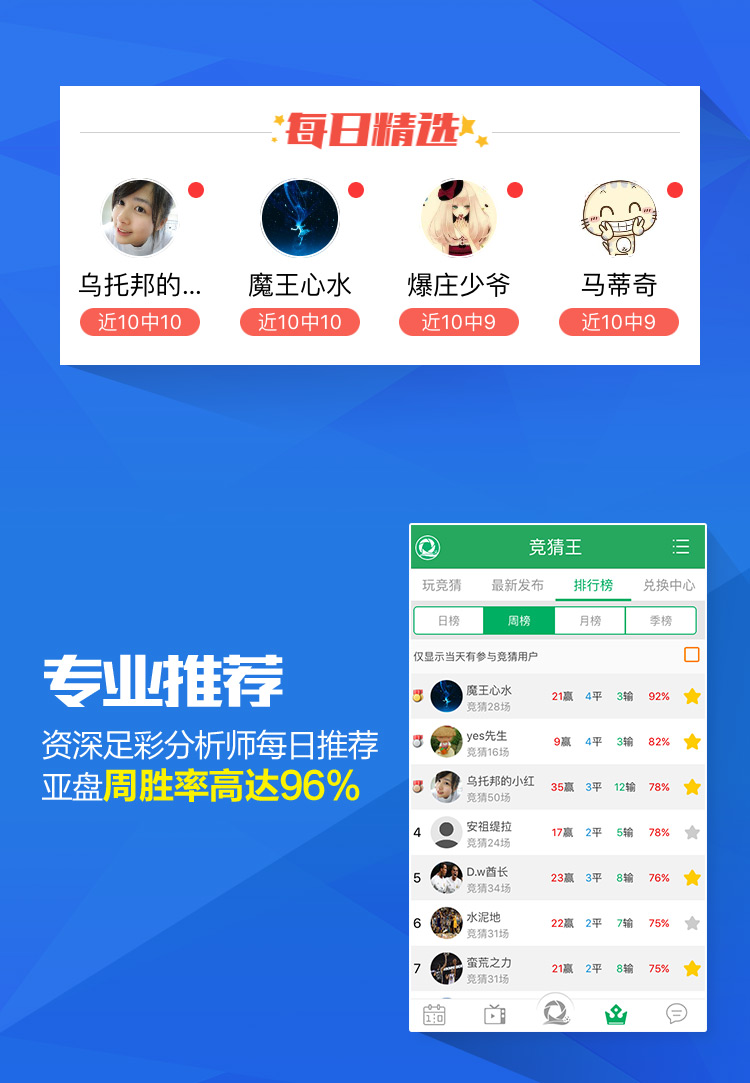 每日精选
乌托邦的... 魔王心水 爆庄少爷 马蒂奇
近10中10 近10中10 近10中9 近10中9
专业推荐
资深足彩分析师每日推荐
亚盘周胜率高达96%
竞猜王
玩竞猜 最新发布 排行榜 兑换中心
日榜 周榜 月榜 季榜
仅显示当天有参与竞猜用户
魔王心水 21赢 4平 3输 92%
竞猜28场
yes先生 9赢 4平 3输 82%
竞猜16场
乌托邦的小红 35赢 3平 12输 78%
竞猜50场
4 安祖缇拉 17赢 2平 5输 78%
竞猜24场
5 D.w酋长 23赢 3平 8输 76%
竞猜34场
6 水泥地 22赢 2平 7输 75%
竞猜31场
7 蛮荒之力 21赢 2平 8输 75%
竞猜31场